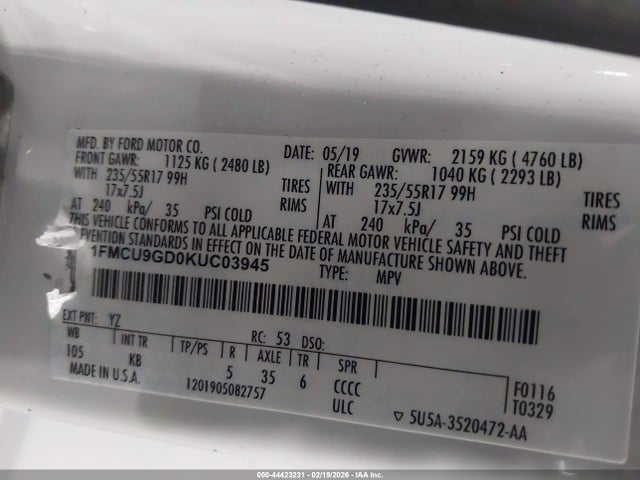 MFD. BY FORD MOTOR CO.
DATE: 05/19 GVWR: 2159 KG ( 4760 LB)
FRONT GAWR: 1125 KG ( 2480 LB)
REAR GAWR: 1040 KG ( 2293 LB)
WITH 235/55R17 99H TIRES
WITH 235/55R17 99H TIRES
17x7.5J RIMS
17x7.5J RIMS
AT 240 kPa/ 35 PSI COLD
AT 240 kPa/ 35 PSI COLD
THIS VEHICLE CONFORMS TO ALL APPLICABLE FEDERAL MOTOR VEHICLE SAFETY AND THEFT
PREVENTION STANDARDS IN EFFECT ON THE DATE OF MANUFACTURE SHOWN ABOVE.
1FMCU9GD0KUC03945
TYPE: MPV
EXT PNT: YZ RC: 53 DSO:
WB INT TR TP/PS R AXLE TR SPR
105 KB 5 35 6 CCCC F0116
MADE IN U.S.A. 1201905082757 ULC T0329
▽ 5U5A-3520472-AA
000-44423231 - 02/19/2026 - IAAI, Inc.